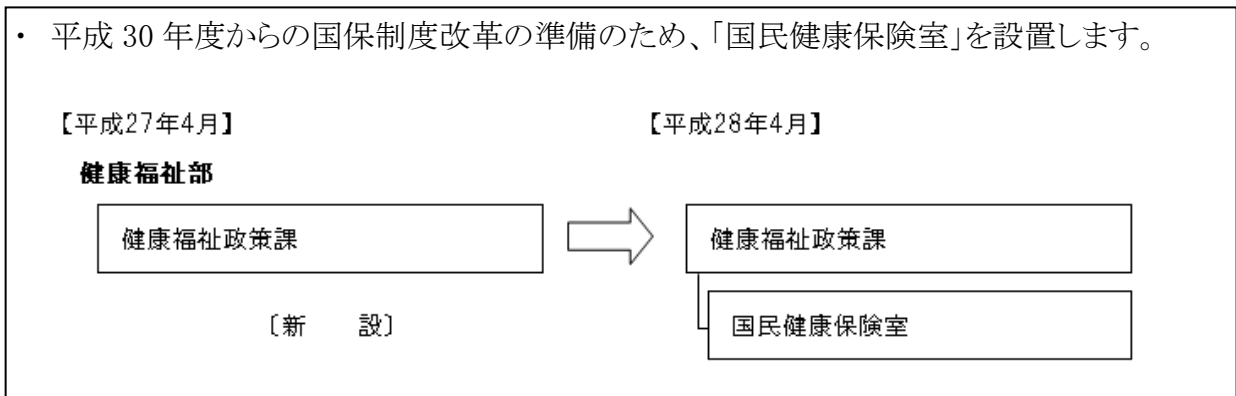 ・ 平成 30 年度からの国保制度改革の準備のため、「国民健康保険室」を設置します。
【平成27年4月】 【平成28年4月】
健康福祉部
健康福祉政策課 健康福祉政策課
〔新 設〕 国民健康保険室